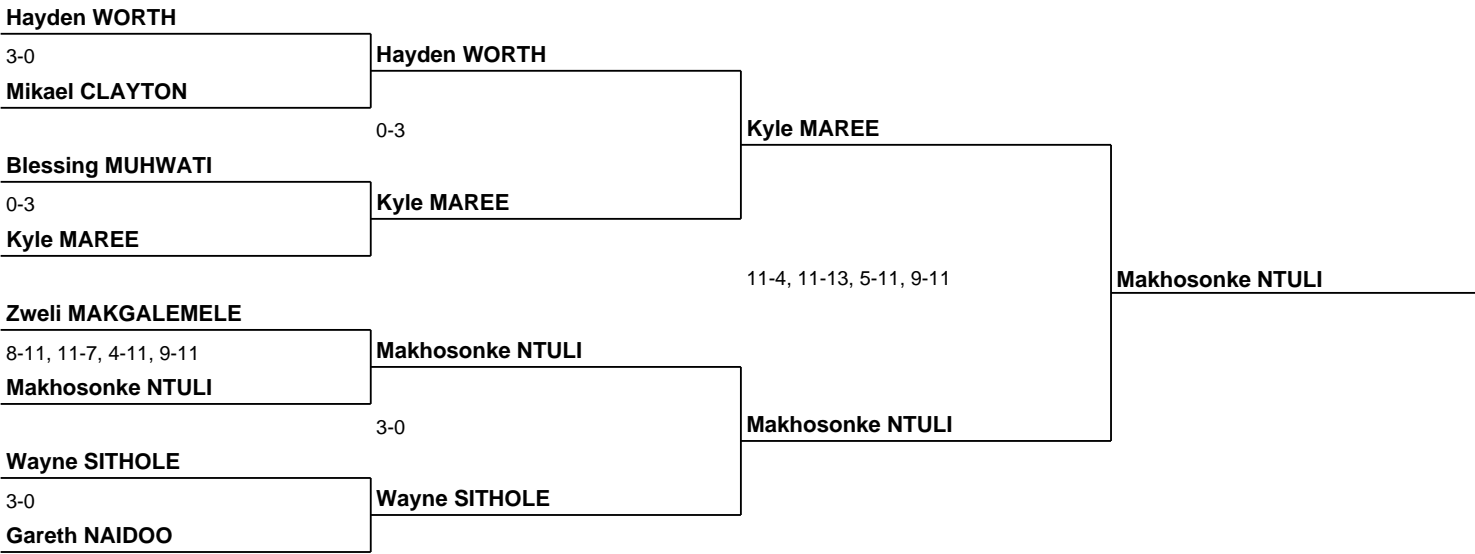 Hayden WORTH
3-0
Hayden WORTH
Mikael CLAYTON
0-3
Kyle MAREE
Blessing MUHWATI
0-3
Kyle MAREE
Kyle MAREE
11-4, 11-13, 5-11, 9-11
Makhosonke NTULI
Zweli MAKGALEMELE
8-11, 11-7, 4-11, 9-11
Makhosonke NTULI
Makhosonke NTULI
3-0
Makhosonke NTULI
Wayne SITHOLE
3-0
Wayne SITHOLE
Gareth NAIDOO